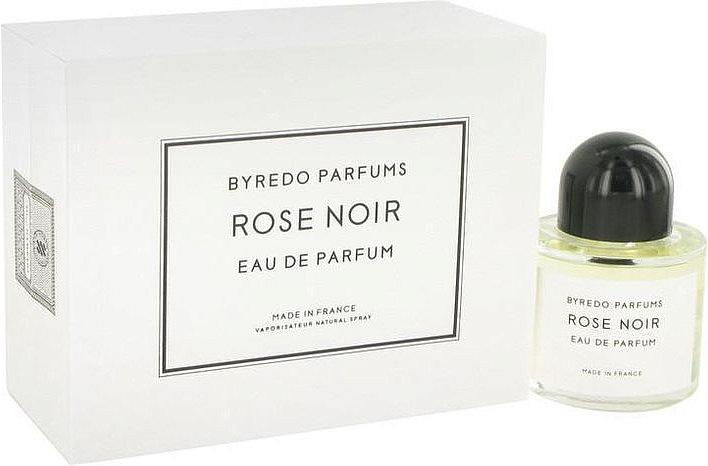 BYREDO PARFUMS
ROSE NOIR
EAU DE PARFUM
MADE IN FRANCE
VAPORISATEUR NATURAL SPRAY
BYREDO PARFUMS
ROSE NOIR
EAU DE PARFUM
MADE IN FRANCE